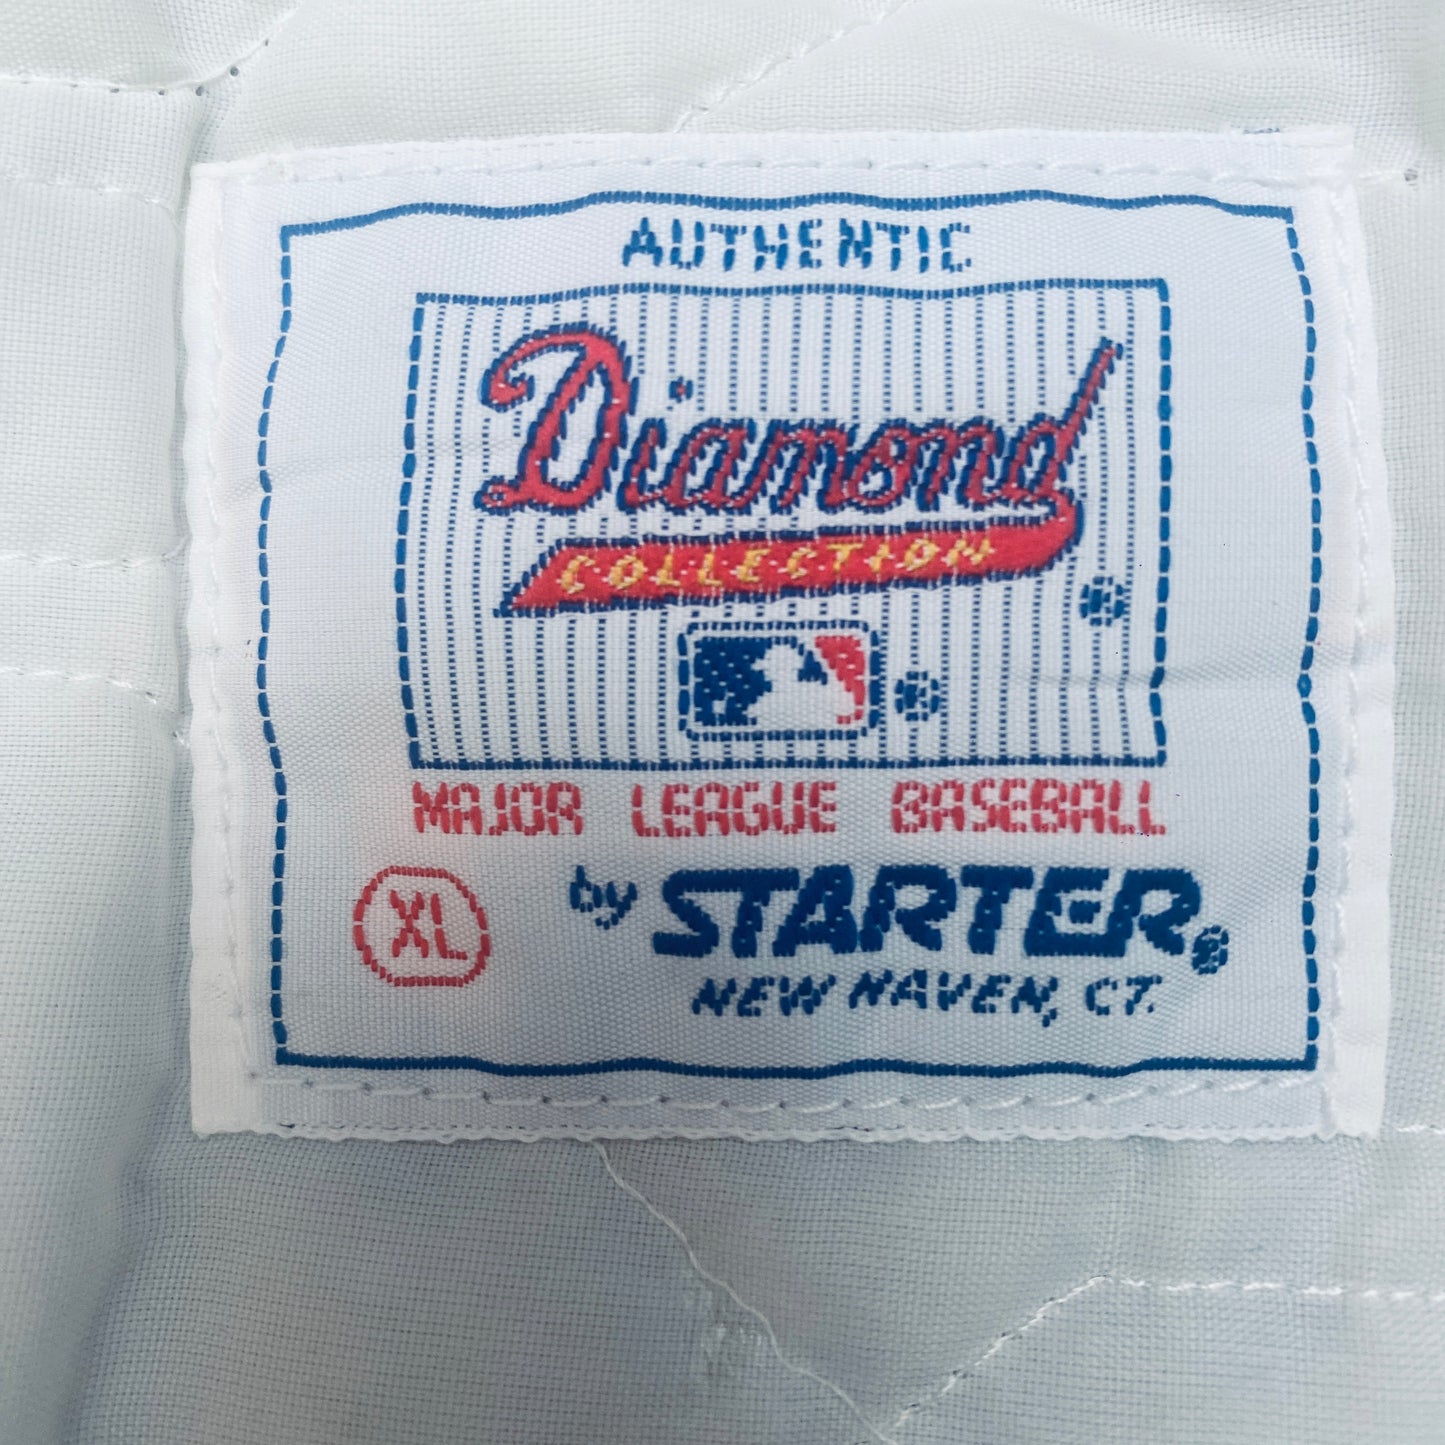 AUTHENTIC
Diamond
COLLECTION
®
®
MAJOR LEAGUE BASEBALL
XL
by STARTER®
NEW HAVEN, CT.